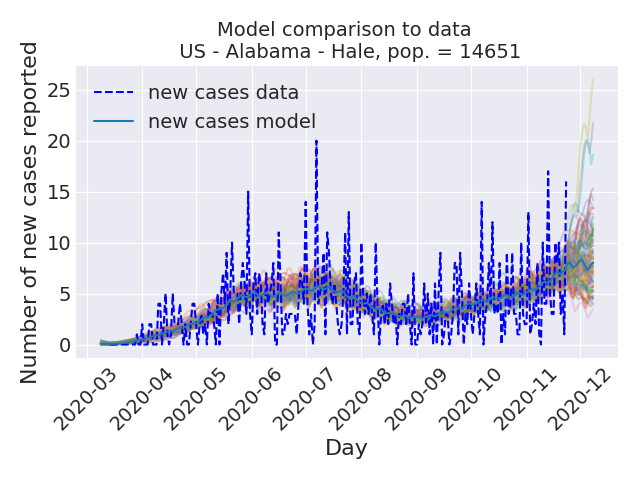 Model comparison to data
US - Alabama - Hale, pop. = 14651
Number of new cases reported
25
20
15
10
5
0
new cases data
new cases model
2020-03
2020-04
2020-05
2020-06
2020-07
2020-08
2020-09
2020-10
2020-11
2020-12
Day